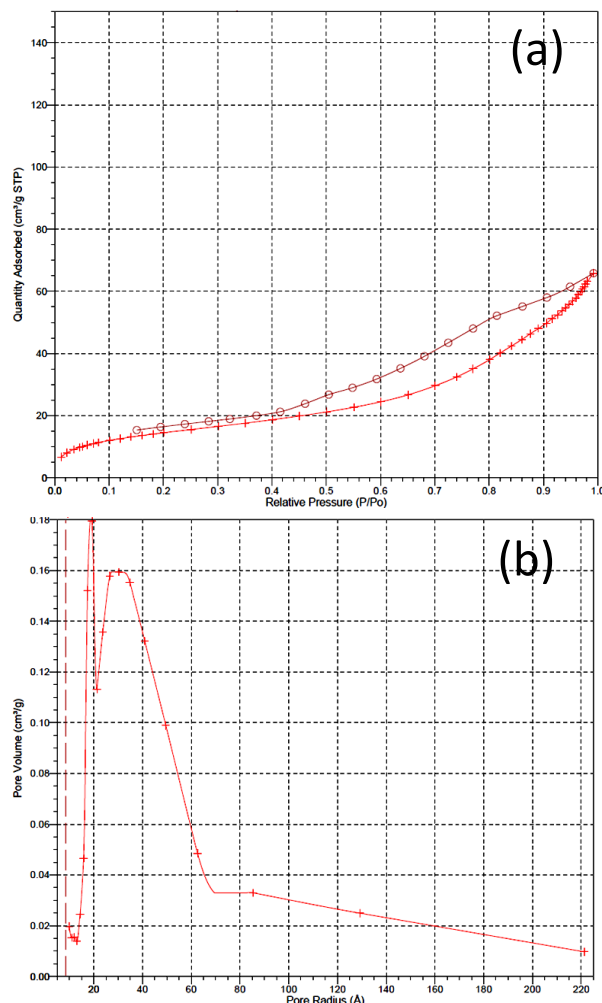 (a)
Quantity Adsorbed (cm³/g STP)
140
120
100
80
60
40
20
0
0.0 0.1 0.2 0.3 0.4 0.5 0.6 0.7 0.8 0.9 1.0
Relative Pressure (P/Po)
(b)
Pore Volume (cm³/g)
0.18
0.16
0.14
0.12
0.10
0.08
0.06
0.04
0.02
0.00
20 40 60 80 100 120 140 160 180 200 220
Pore Radius (Å)